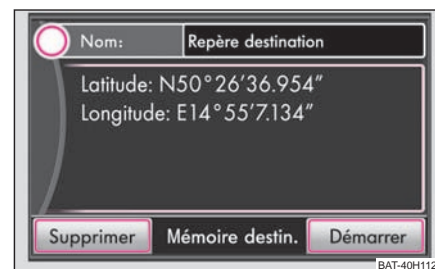 Nom: Repère destination
Latitude: N50°26’36.954”
Longitude: E14°55’7.134”
Supprimer Mémoire destin. Démarrer
BAT-40H112